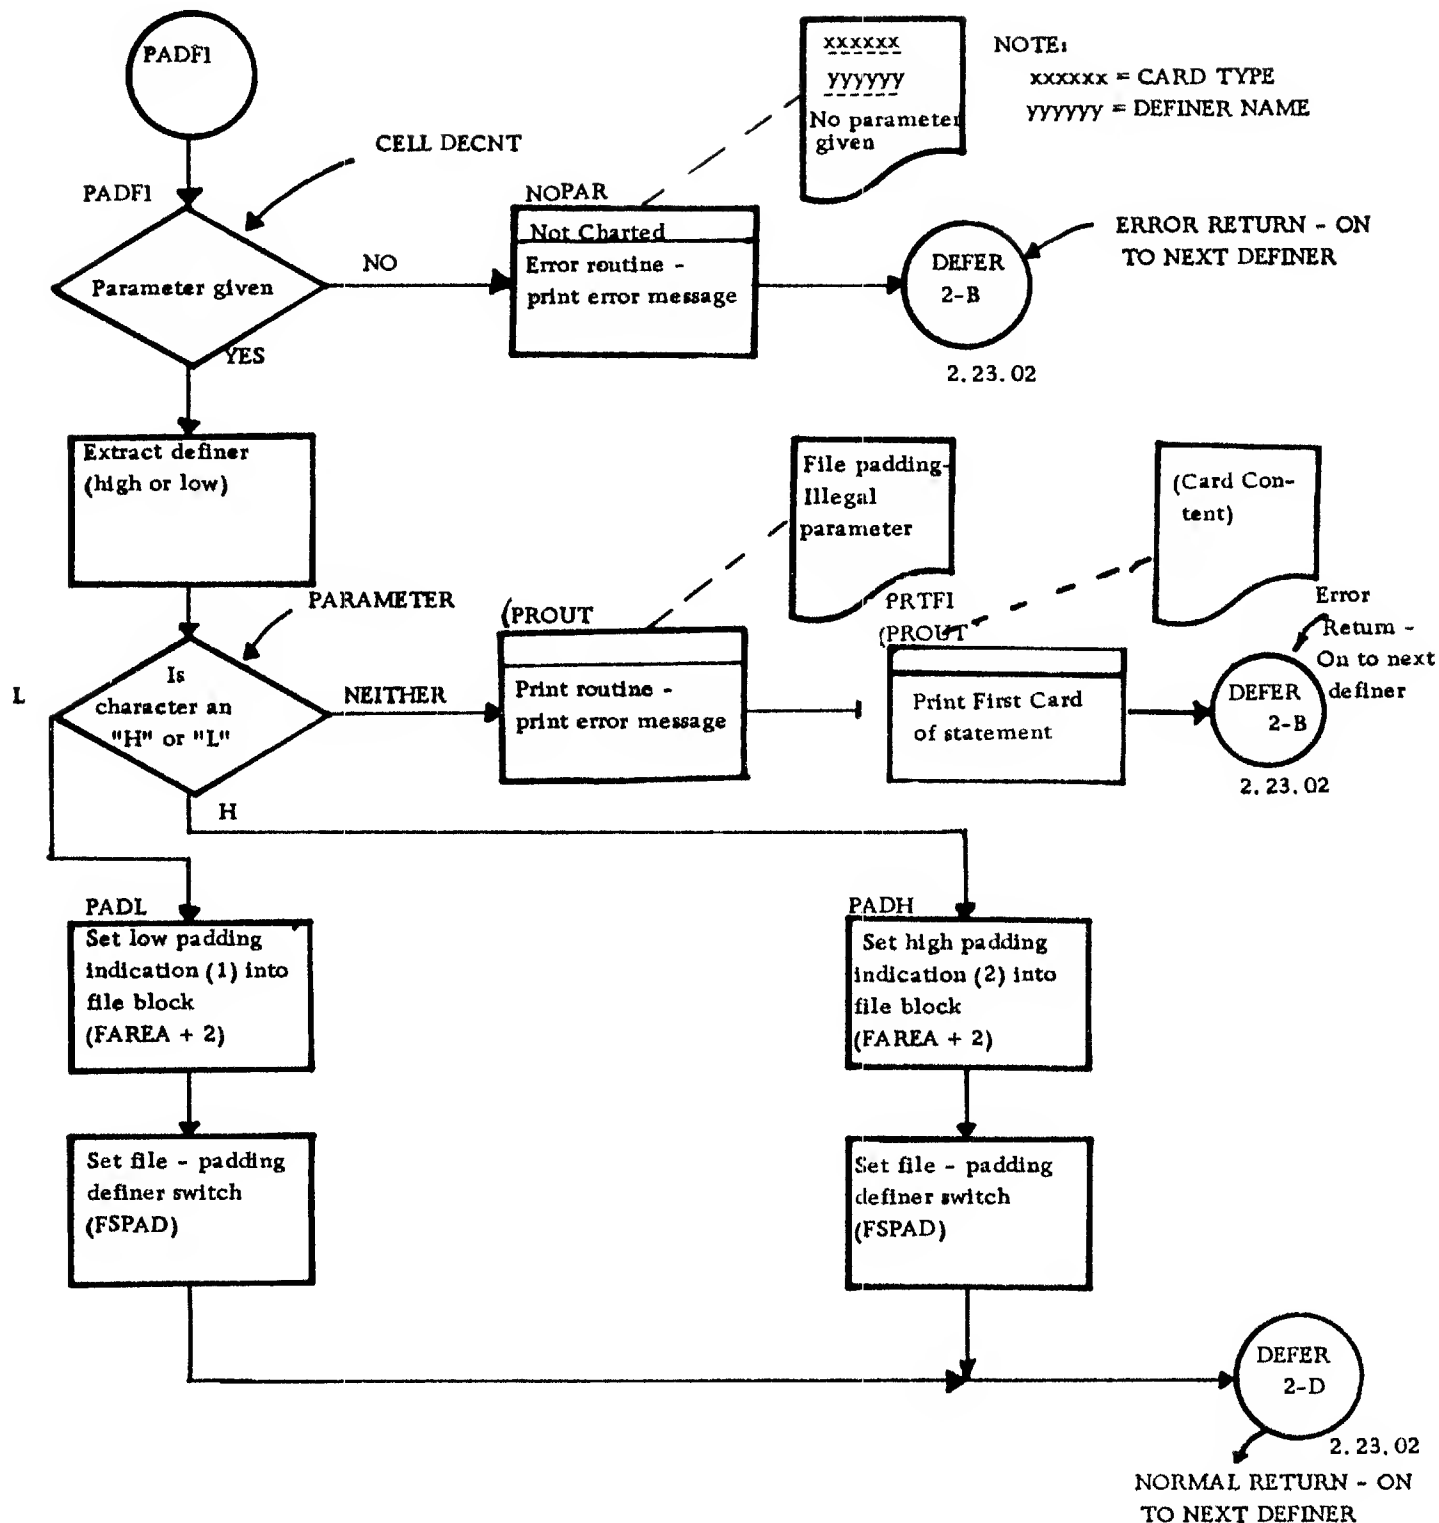 PADF1
xxxxxx
yyyyyy
No parameter
given
NOTE:
xxxxxx = CARD TYPE
yyyyyy = DEFINER NAME
CELL DECNT
PADF1
Parameter given
NO
YES
NOPAR
Not Charted
Error routine -
print error message
DEFER
2-B
2.23.02
ERROR RETURN - ON
TO NEXT DEFINER
Extract definer
(high or low)
File padding-
Illegal
parameter
(Card Con-
tent)
PARAMETER
Is
character an
"H" or "L"
L
NEITHER
H
(PROUT
Print routine -
print error message
PRTFI
(PROUT
Print First Card
of statement
Error
Return -
On to next
definer
DEFER
2-B
2.23.02
PADL
Set low padding
indication (1) into
file block
(FAREA + 2)
PADH
Set high padding
indication (2) into
file block
(FAREA + 2)
Set file - padding
definer switch
(FSPAD)
Set file - padding
definer switch
(FSPAD)
DEFER
2-D
2.23.02
NORMAL RETURN - ON
TO NEXT DEFINER